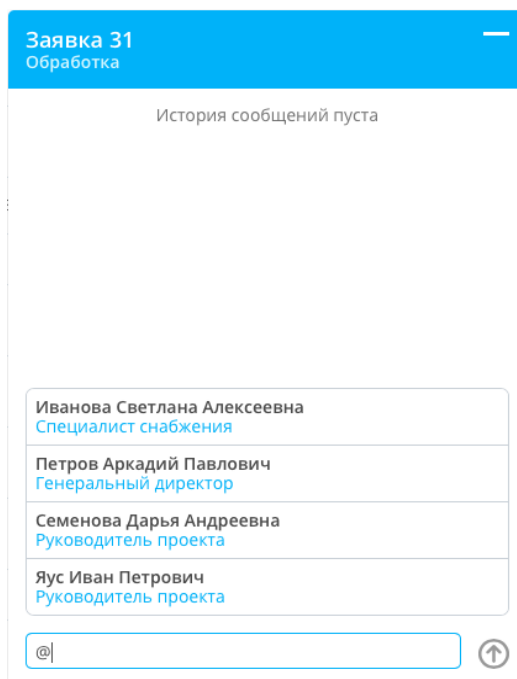 Заявка 31
Обработка
История сообщений пуста
Иванова Светлана Алексеевна
Специалист снабжения
Петров Аркадий Павлович
Генеральный директор
Семенова Дарья Андреевна
Руководитель проекта
Яус Иван Петрович
Руководитель проекта
@